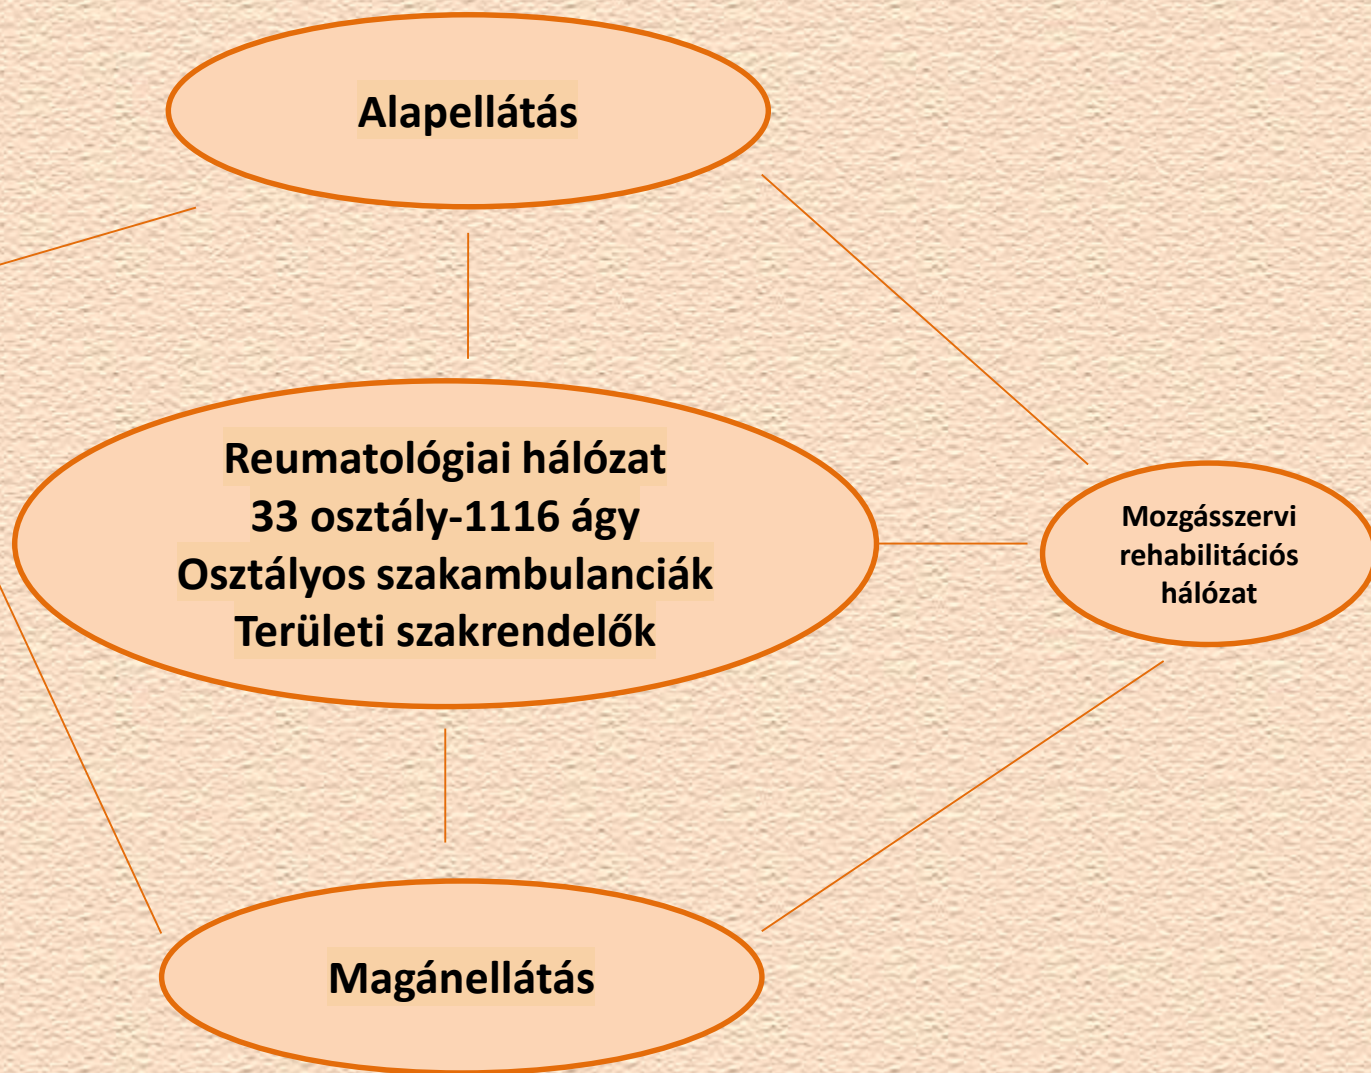 Alapellátás
Reumatológiai hálózat
33 osztály-1116 ágy
Osztályos szakambulanciák
Területi szakrendelők
Mozgásszervi
rehabilitációs
hálózat
Magánellátás